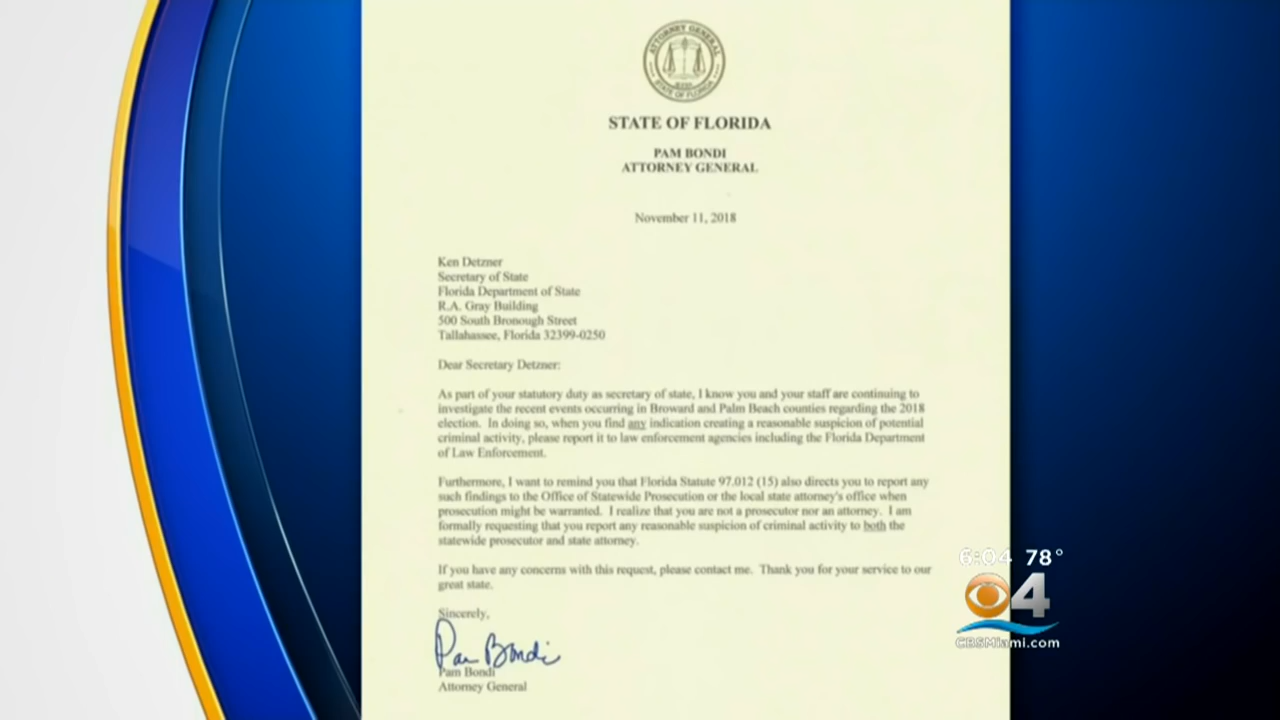 ATTORNEY GENERAL
STATE OF FLORIDA
STATE OF FLORIDA
PAM BONDI
ATTORNEY GENERAL
November 11, 2018
Ken Detzner
Secretary of State
Florida Department of State
R.A. Gray Building
500 South Bronough Street
Tallahassee, Florida 32399-0250
Dear Secretary Detzner:
As part of your statutory duty as secretary of state, I know you and your staff are continuing to
investigate the recent events occurring in Broward and Palm Beach counties regarding the 2018
election. In doing so, when you find any indication creating a reasonable suspicion of potential
criminal activity, please report it to law enforcement agencies including the Florida Department
of Law Enforcement.
Furthermore, I want to remind you that Florida Statute 97.012 (15) also directs you to report any
such findings to the Office of Statewide Prosecution or the local state attorney's office when
prosecution might be warranted. I realize that you are not a prosecutor nor an attorney. I am
formally requesting that you report any reasonable suspicion of criminal activity to both the
statewide prosecutor and state attorney.
If you have any concerns with this request, please contact me. Thank you for your service to our
great state.
Sincerely,
Pam Bondi
Pam Bondi
Attorney General
6:04 78°
4
CBSMiami.com